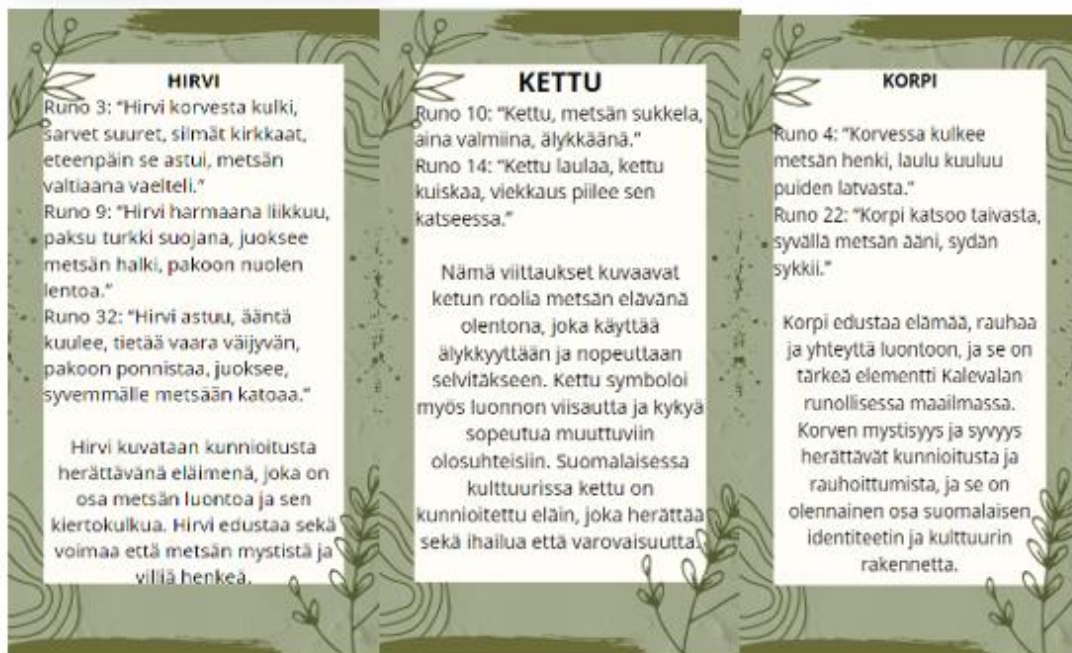 HIRVI
Runo 3: “Hirvi korvesta kulki,
sarvet suuret, silmät kirkkaat,
eteenpäin se astui, metsän
valtiaana vaelteli.”
Runo 9: “Hirvi harmaana liikkuu,
paksu turkki suojana, juoksee
metsän halki, pakoon nuolen
lentoa.”
Runo 32: “Hirvi astuu, ääntä
kuulee, tietää vaara väijyvän,
pakoon ponnistaa, juoksee,
syvemmälle metsään katoaa.”
Hirvi kuvataan kunnioitusta
herättävänä eläimenä, joka on
osa metsän luontoa ja sen
kiertokulkua. Hirvi edustaa sekä
voimaa että metsän mystistä ja
villiä henkeä.
KETTU
Runo 10: “Kettu, metsän sukkela,
aina valmiina, älykkäänä.”
Runo 14: “Kettu laulaa, kettu
kuiskaa, viekkaus piilee sen
katseessa.”
Nämä viittaukset kuvaavat
ketun roolia metsän elävänä
olentona, joka käyttää
älykkyyttään ja nopeuttaan
selvitäkseen. Kettu symboloi
myös luonnon viisautta ja kykyä
sopeutua muuttuviin
olosuhteisiin. Suomalaisessa
kulttuurissa kettu on
kunnioitettu eläin, joka herättää
sekä ihailua että varovaisuutta.
KORPI
Runo 4: “Korvessa kulkee
metsän henki, laulu kuuluu
puiden latvasta.”
Runo 22: “Korpi katsoo taivasta,
syvällä metsän ääni, sydän
sykkii.”
Korpi edustaa elämää, rauhaa
ja yhteyttä luontoon, ja se on
tärkeä elementti Kalevalan
runollisessa maailmassa.
Korven mystisyys ja syvyys
herättävät kunnioitusta ja
rauhoittumista, ja se on
olennainen osa suomalaisen
identiteetin ja kulttuurin
rakennetta.